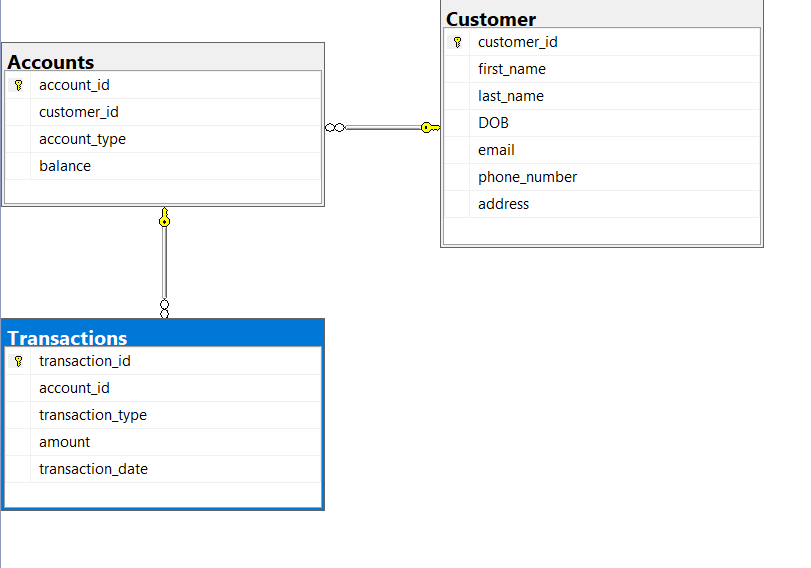 Accounts
account_id
customer_id
account_type
balance
Customer
customer_id
first_name
last_name
DOB
email
phone_number
address
Transactions
transaction_id
account_id
transaction_type
amount
transaction_date